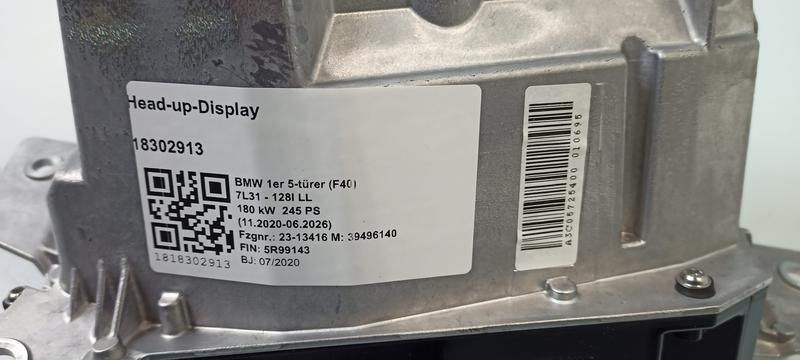 Head-up-Display
18302913
BMW 1er 5-türer (F40)
7L31 - 128I LL
180 kW 245 PS
(11.2020-06.2026)
Fzgnr.: 23-13416 M: 39496140
FIN: 5R99143
BJ: 07/2020
1818302913
A3C05725400 010695